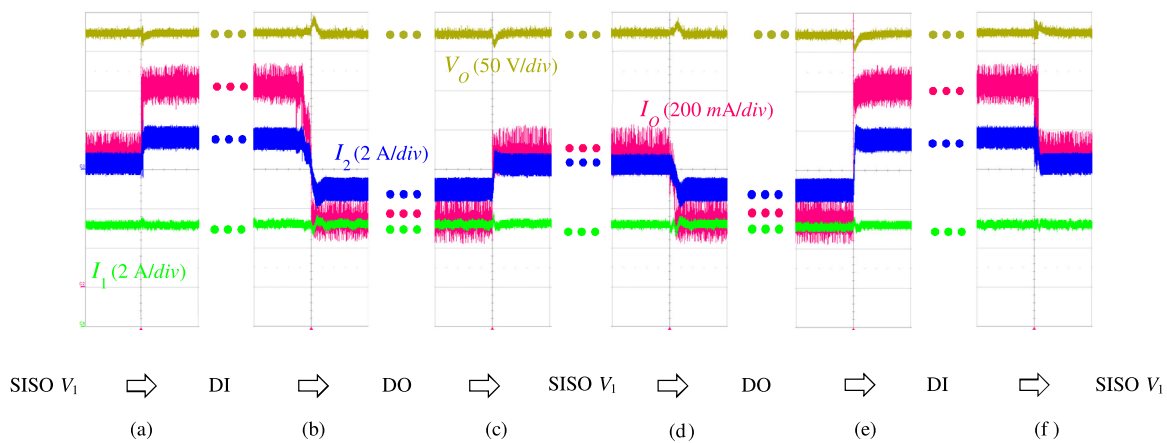 V_O (50 V/div)
I_O (200 mA/div)
I_2 (2 A/div)
I_1 (2 A/div)
SISO V_1 ⇨ DI ⇨ DO ⇨ SISO V_1 ⇨ DO ⇨ DI ⇨ SISO V_1
(a) (b) (c) (d) (e) (f)